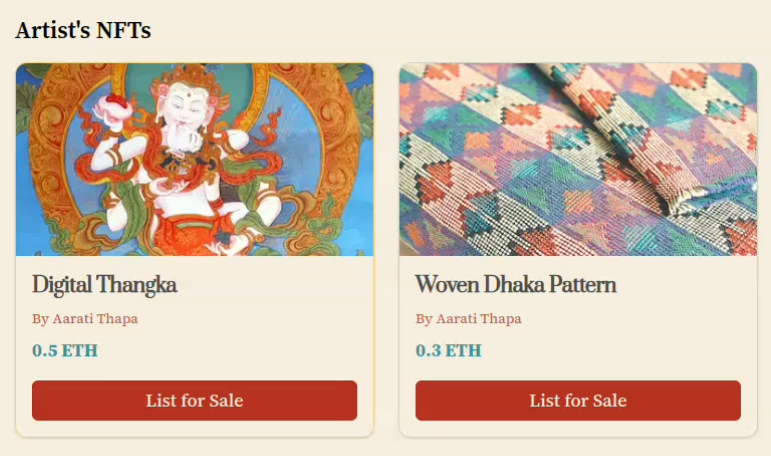 Artist's NFTs
Digital Thangka
By Aarati Thapa
0.5 ETH
List for Sale
Woven Dhaka Pattern
By Aarati Thapa
0.3 ETH
List for Sale